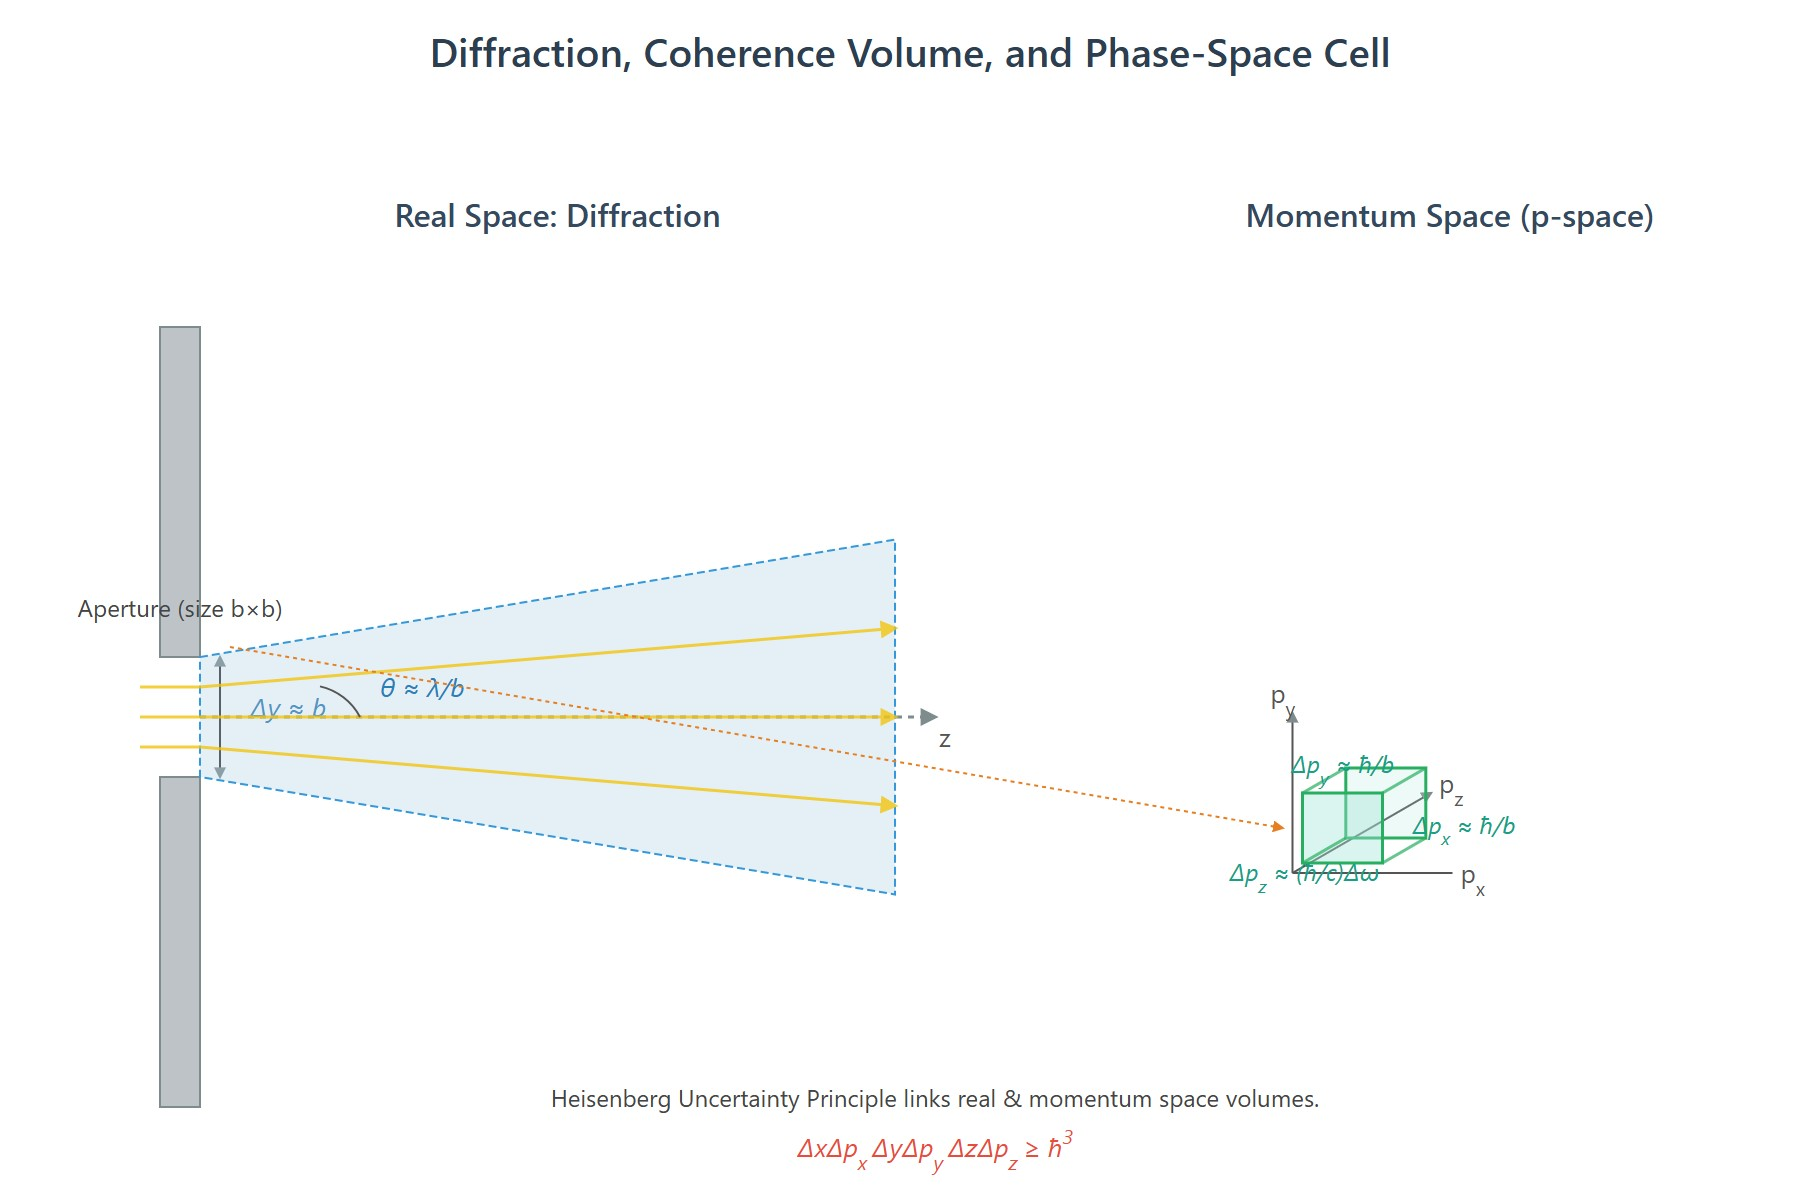 Diffraction, Coherence Volume, and Phase-Space Cell
Real Space: Diffraction
Momentum Space (p-space)
Aperture (size b×b)
θ ≈ λ/b
Δy ≈ b
z
p_y
Δp_y ≈ ħ/b
p_z
Δp_x ≈ ħ/b
Δp_z ≈ (ħ/c)Δω
p_x
Heisenberg Uncertainty Principle links real & momentum space volumes.
ΔxΔp_x ΔyΔp_y ΔzΔp_z ≥ ħ³